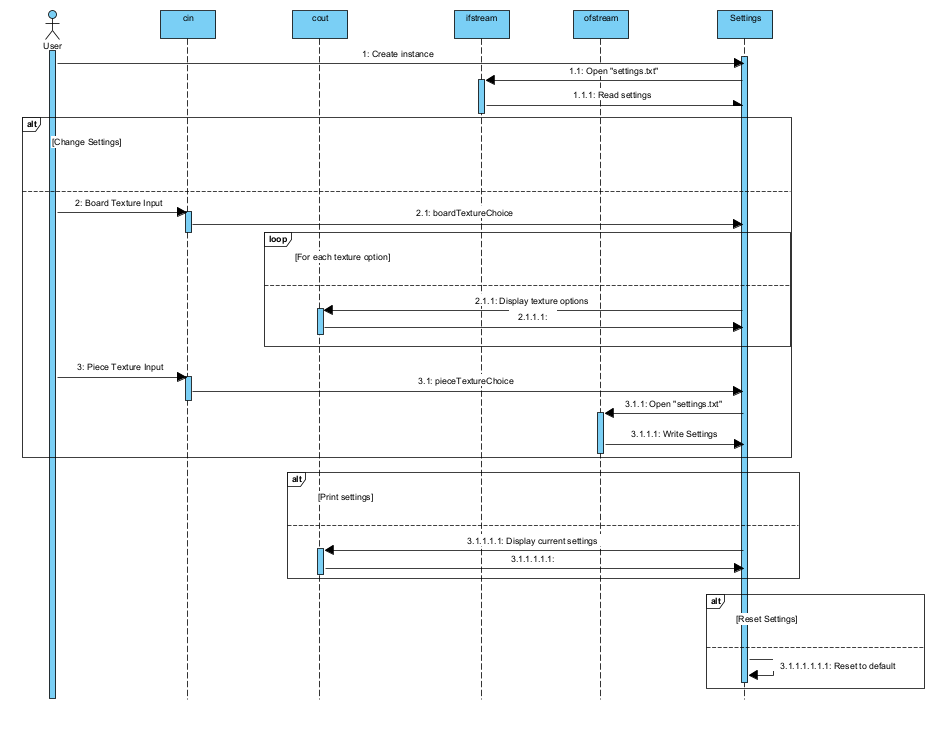 cin
cout
ifstream
ofstream
Settings
User
1: Create instance
1.1: Open "settings.txt"
1.1.1: Read settings
alt
[Change Settings]
2: Board Texture Input
2.1: boardTextureChoice
loop
[For each texture option]
2.1.1: Display texture options
2.1.1.1:
3: Piece Texture Input
3.1: pieceTextureChoice
3.1.1: Open "settings.txt"
3.1.1.1: Write Settings
alt
[Print settings]
3.1.1.1.1: Display current settings
3.1.1.1.1.1:
alt
[Reset Settings]
3.1.1.1.1.1.1: Reset to default